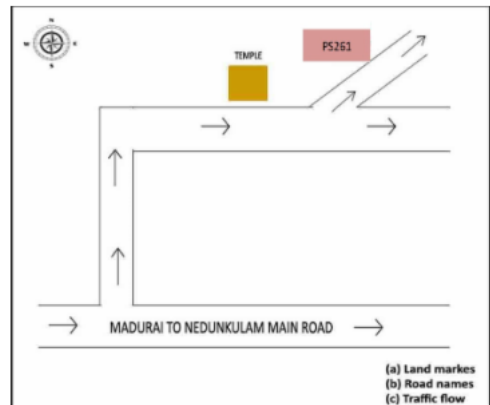 N
W
E
S
PS261
TEMPLE
MADURAI TO NEDUNKULAM MAIN ROAD
(a) Land markes
(b) Road names
(c) Traffic flow